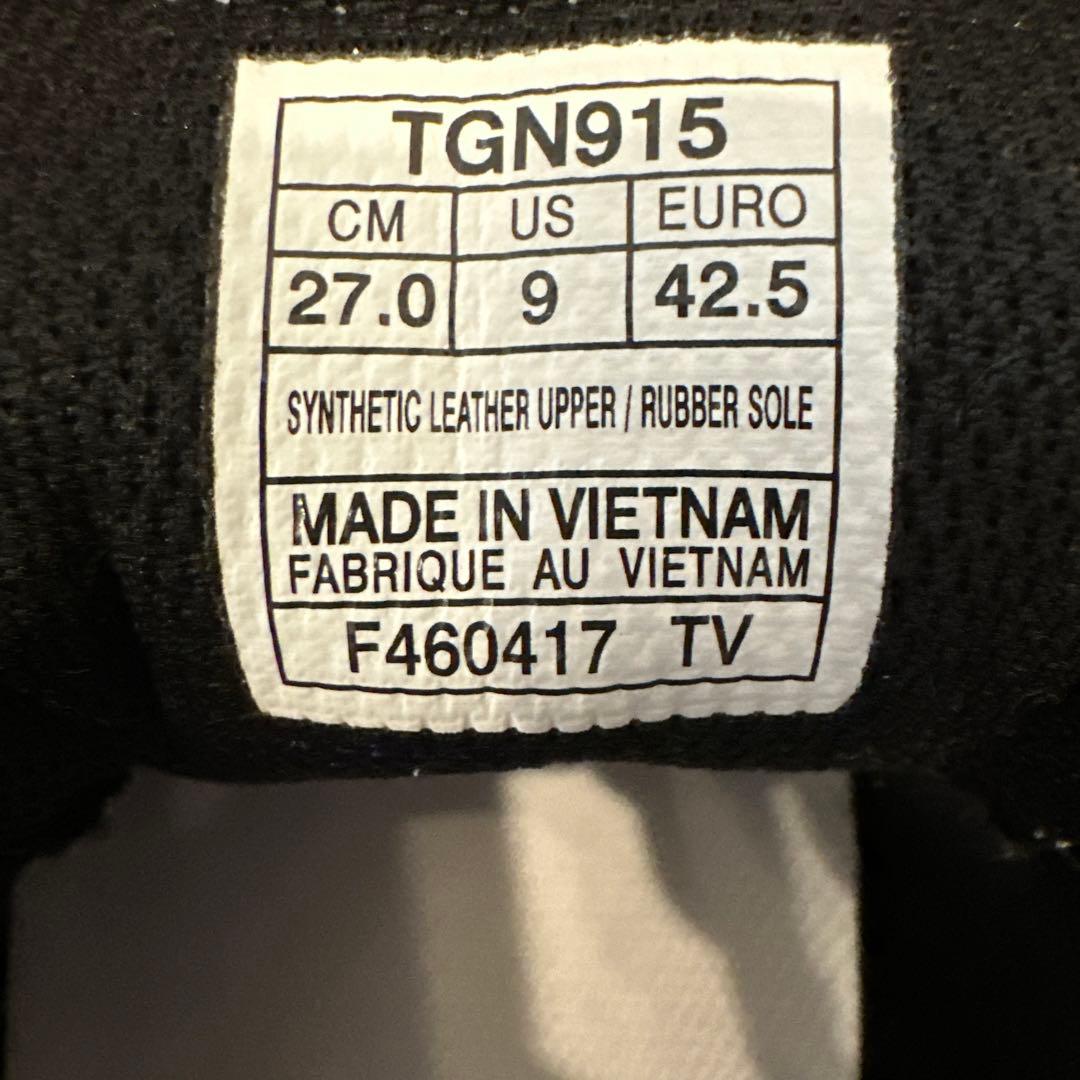 TGN915
CM US EURO
27.0 9 42.5
SYNTHETIC LEATHER UPPER / RUBBER SOLE
MADE IN VIETNAM
FABRIQUE AU VIETNAM
F460417 TV